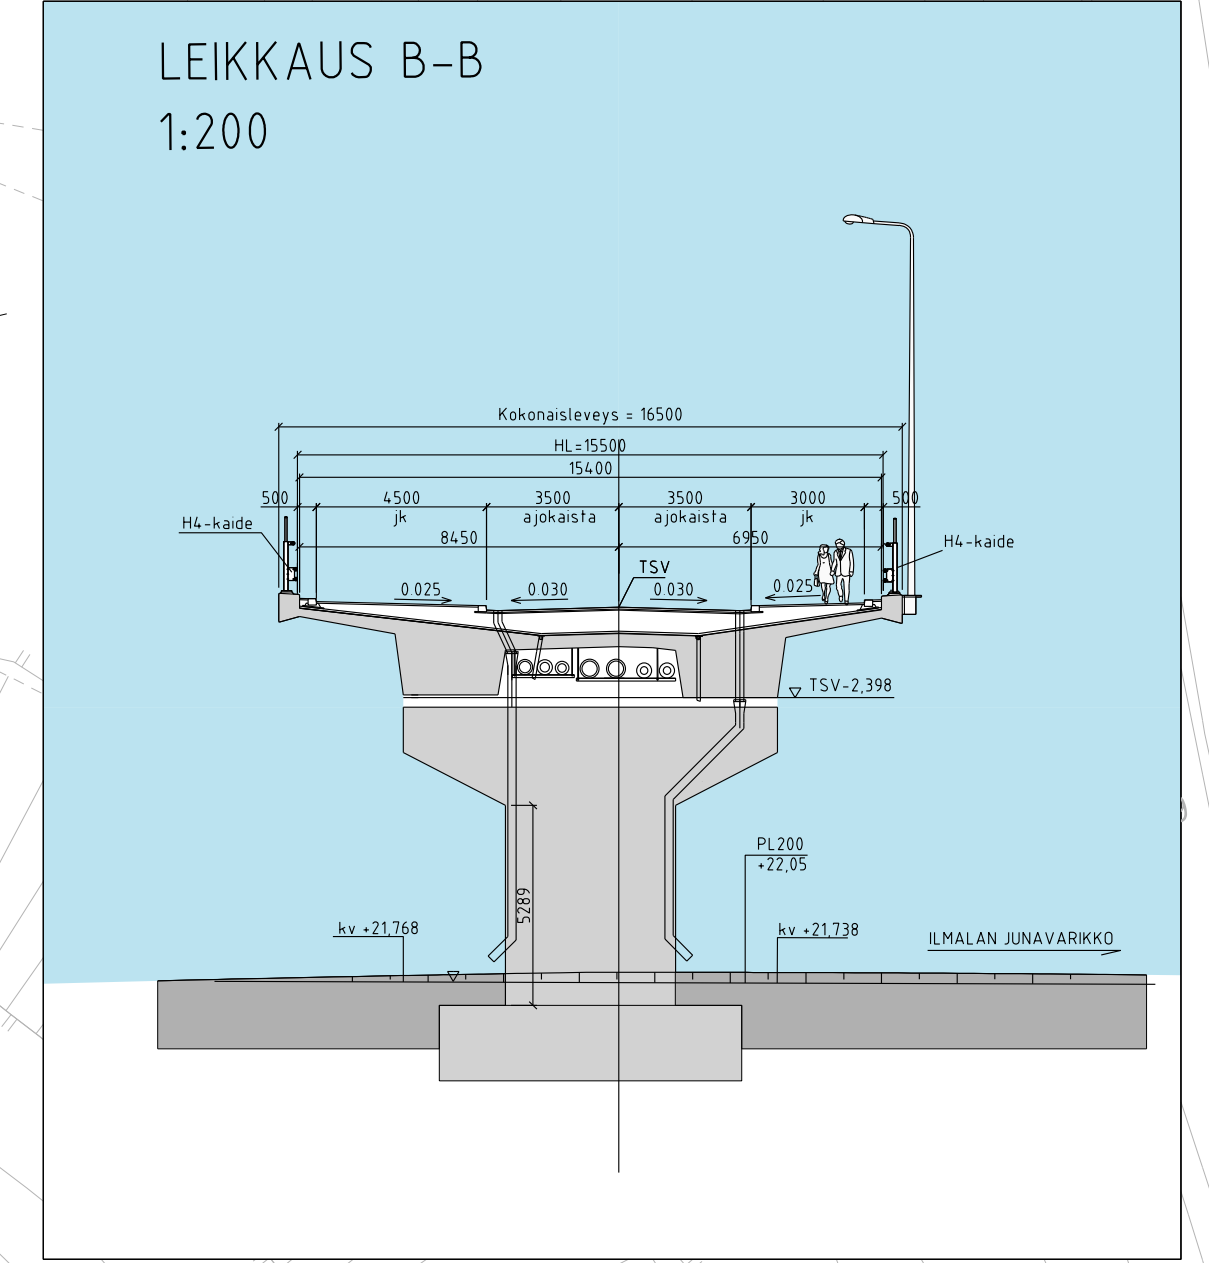 LEIKKAUS B-B
1:200
Kokonaisleveys = 16500
HL=15500
15400
500
4500
3500
3500
3000
500
jk
ajokaista
ajokaista
jk
H4-kaide
8450
6950
H4-kaide
TSV
0.025
0.030
0.030
0.025
TSV-2,398
PL200
+22,05
5289
kv +21,768
kv +21,738
ILMALAN JUNAVARIKKO